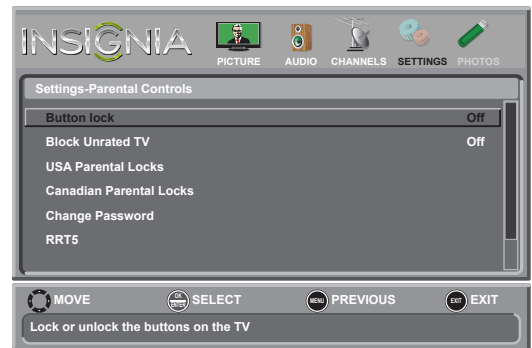 INSIGNIA
PICTURE AUDIO CHANNELS SETTINGS PHOTOS
Settings-Parental Controls
Button lock Off
Block Unrated TV Off
USA Parental Locks
Canadian Parental Locks
Change Password
RRT5
MOVE OK ENTER SELECT MENU PREVIOUS EXIT EXIT
Lock or unlock the buttons on the TV